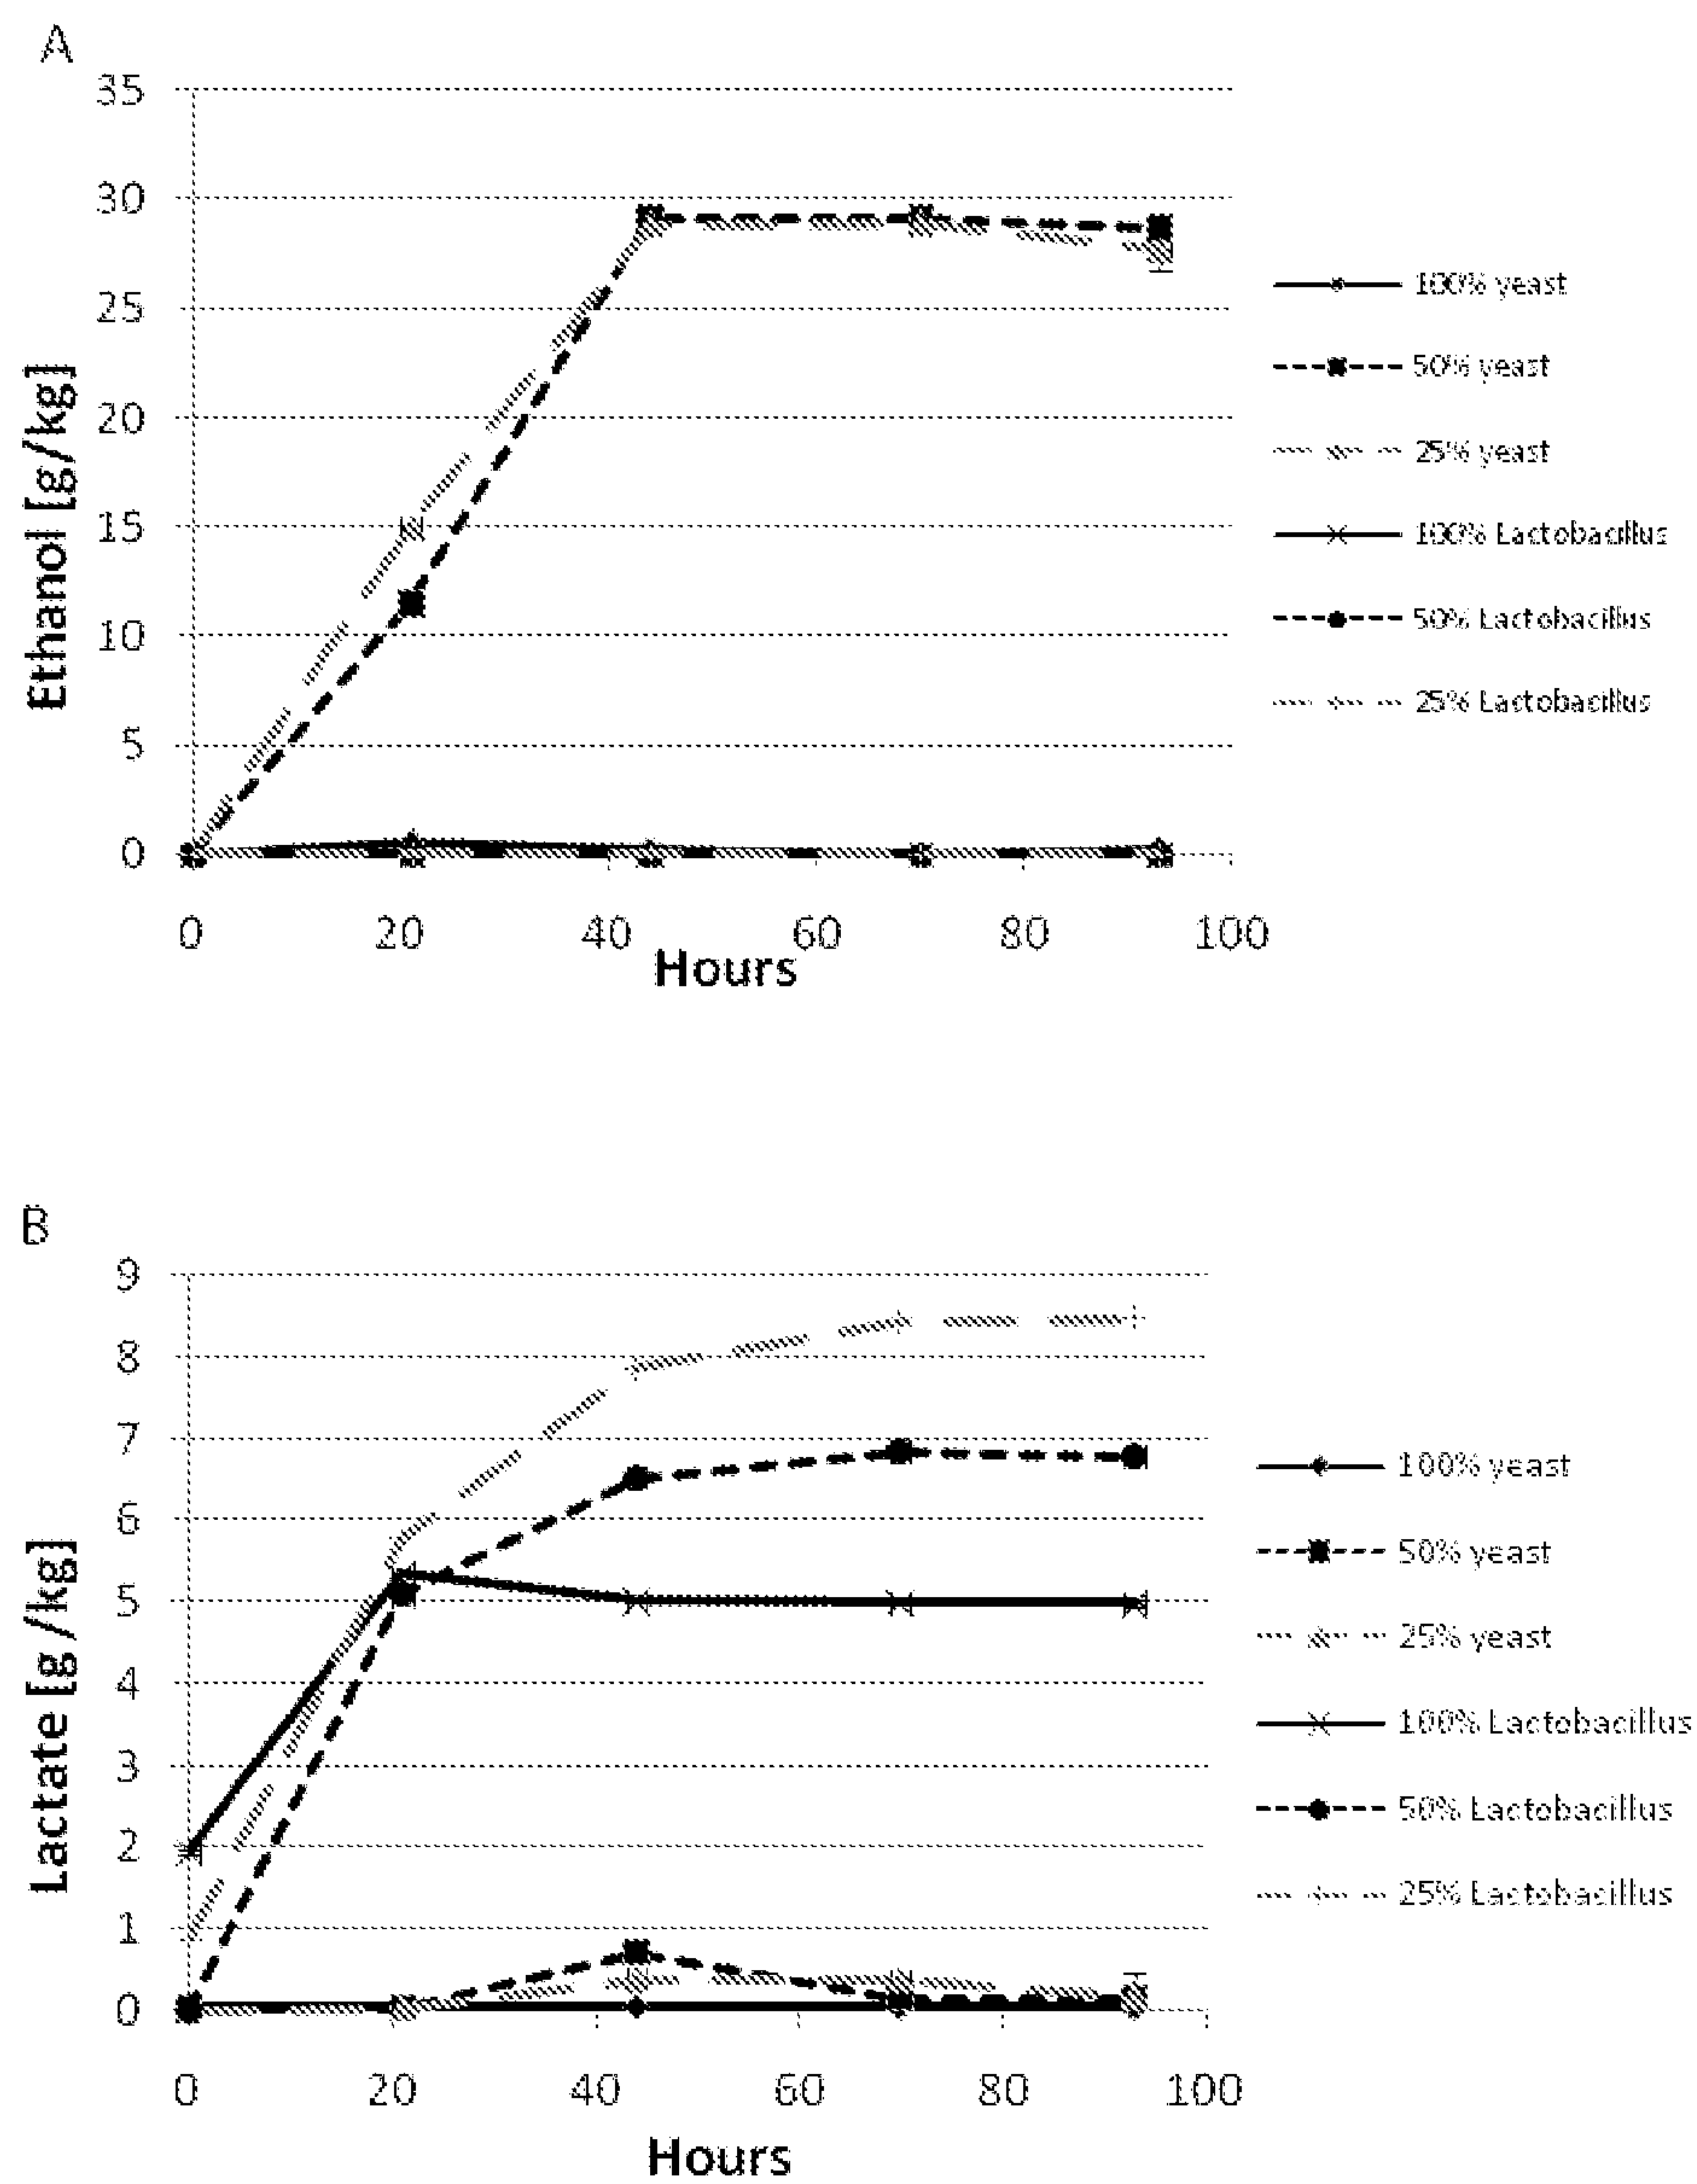 A
35
30
25
20
15
10
5
0
Ethanol [g/kg]
0 20 40 60 80 100
Hours
100% yeast
50% yeast
25% yeast
100% Lactobacillus
50% Lactobacillus
25% Lactobacillus
B
9
8
7
6
5
4
3
2
1
0
Lactate [g/kg]
0 20 40 60 80 100
Hours
100% yeast
50% yeast
25% yeast
100% Lactobacillus
50% Lactobacillus
25% Lactobacillus